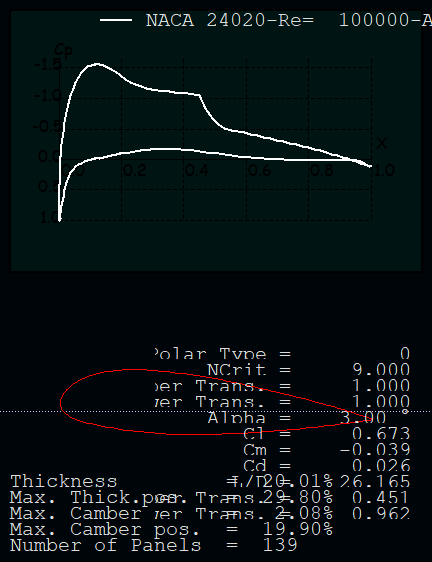 NACA 24020-Re= 100000-A
Cp
-1.5
-1.0
-0.5
0.0
X
0.2 0.4 0.6 0.8 1.0
0.5
1.0
Polar Type = 0
NCrit = 9.000
per Trans. = 1.000
wer Trans. = 1.000
Alpha = 3.00 °
Cl = 0.673
Cm = -0.039
Cd = 0.026
L/D = 26.165
Thickness = 20.01%
per Trans. = 0.451
Max. Thick.pos. = 29.80%
wer Trans. = 0.962
Max. Camber = 2.08%
Max. Camber pos. = 19.90%
Number of Panels = 139